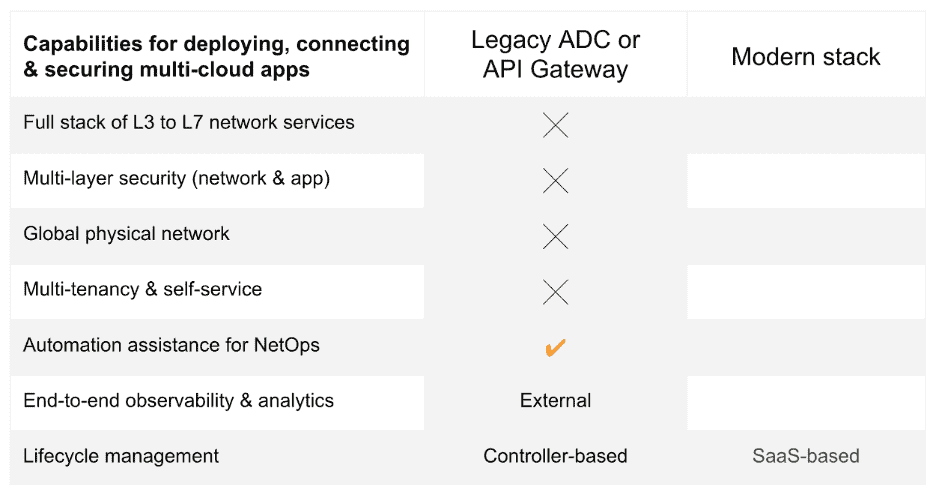 Capabilities for deploying, connecting
& securing multi-cloud apps
Legacy ADC or
API Gateway
Modern stack
Full stack of L3 to L7 network services
Multi-layer security (network & app)
Global physical network
Multi-tenancy & self-service
Automation assistance for NetOps
✔
End-to-end observability & analytics
External
Lifecycle management
Controller-based
SaaS-based